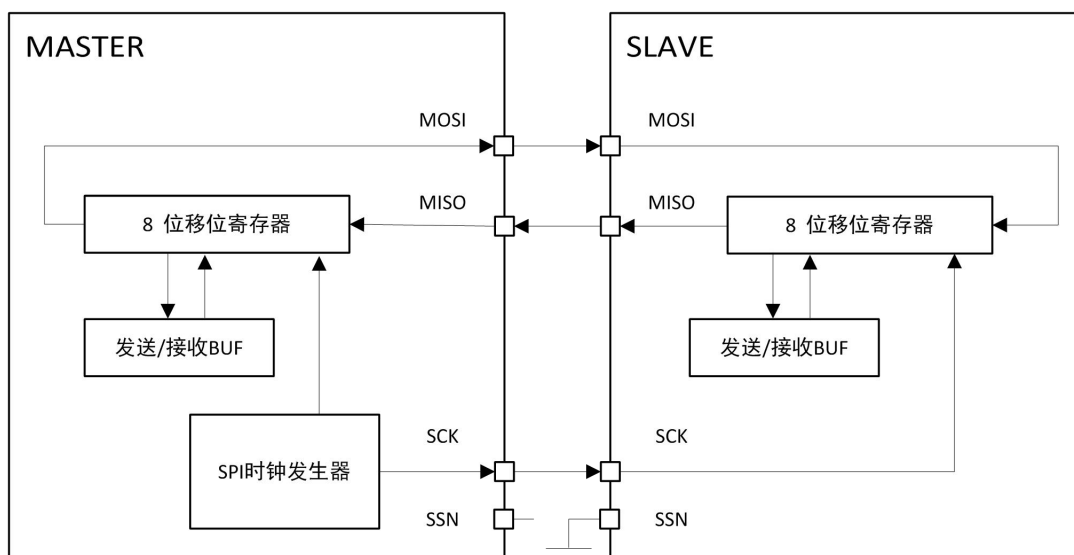 MASTER
SLAVE
MOSI
MOSI
MISO
MISO
8 位移位寄存器
8 位移位寄存器
发送/接收BUF
发送/接收BUF
SCK
SCK
SPI时钟发生器
SSN
SSN